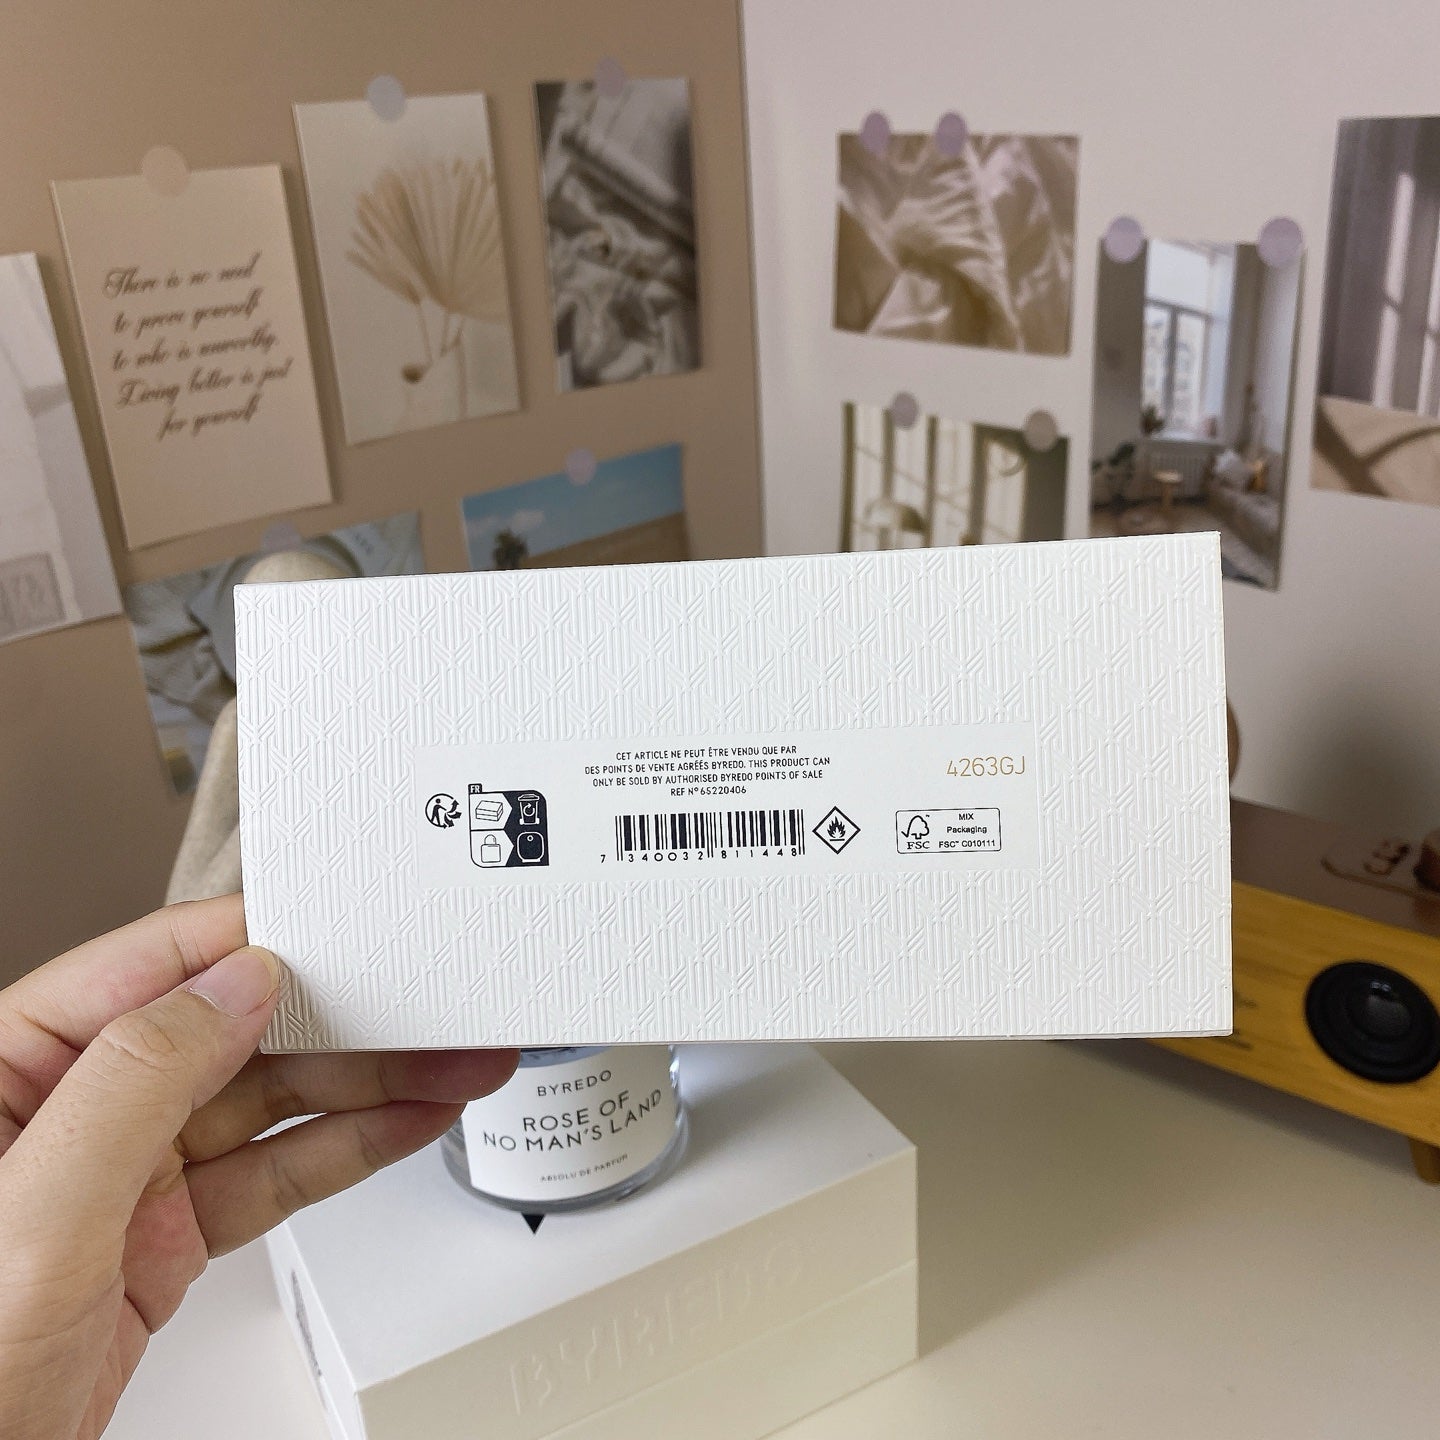 There is no need
to prove yourself
to who is unworthy.
Living better is just
for yourself
CET ARTICLE NE PEUT ÊTRE VENDU QUE PAR
DES POINTS DE VENTE AGRÉÉS BYREDO. THIS PRODUCT CAN
ONLY BE SOLD BY AUTHORISED BYREDO POINTS OF SALE
REF N° 65220406
4263GJ
FR
7 340032 811448
MIX
Packaging
FSC™ C010111
FSC
BYREDO
ROSE OF
NO MAN'S LAND
ABSOLU DE PARFUM
BYREDO